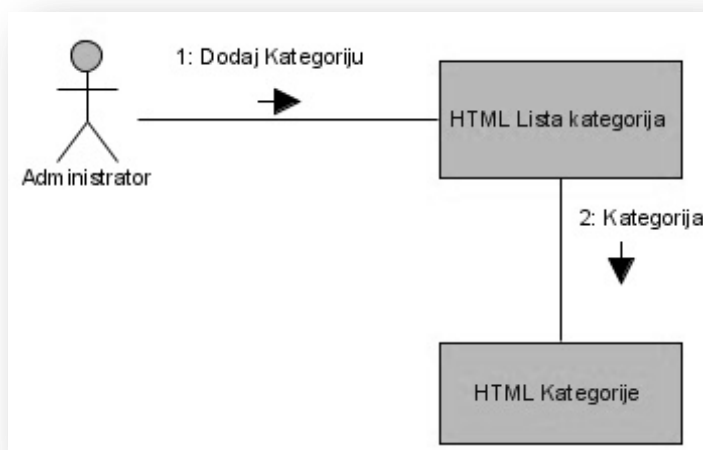 1: Dodaj Kategoriju
HTML Lista kategorija
Administrator
2: Kategorija
HTML Kategorije